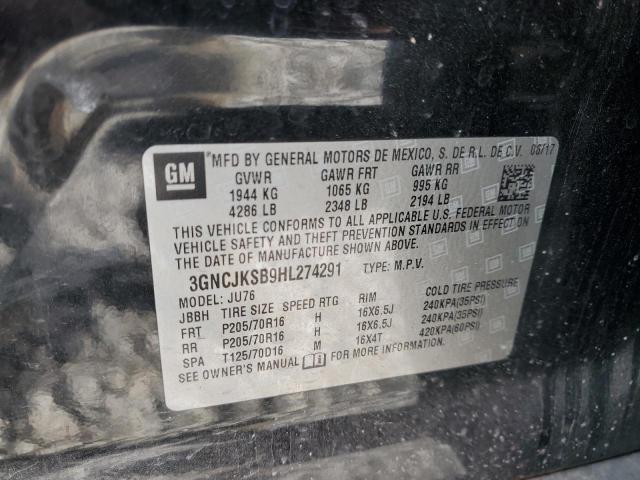 GM
MFD BY GENERAL MOTORS DE MEXICO, S. DE R.L. DE C.V. 06/17
GVWR GAWR FRT GAWR RR
1944 KG 1065 KG 995 KG
4286 LB 2348 LB 2194 LB
THIS VEHICLE CONFORMS TO ALL APPLICABLE U.S. FEDERAL MOTOR
VEHICLE SAFETY AND THEFT PREVENTION STANDARDS IN EFFECT ON
THE DATE OF MANUFACTURE SHOWN ABOVE.
3GNCJKSB9HL274291 TYPE: M.P.V.
MODEL: JU76
JBBH TIRE SIZE SPEED RTG RIM COLD TIRE PRESSURE
FRT P205/70R16 H 16X6.5J 240KPA(35PSI)
RR P205/70R16 H 16X6.5J 240KPA(35PSI)
SPA T125/70D16 M 16X4T 420KPA(60PSI)
SEE OWNER'S MANUAL FOR MORE INFORMATION.